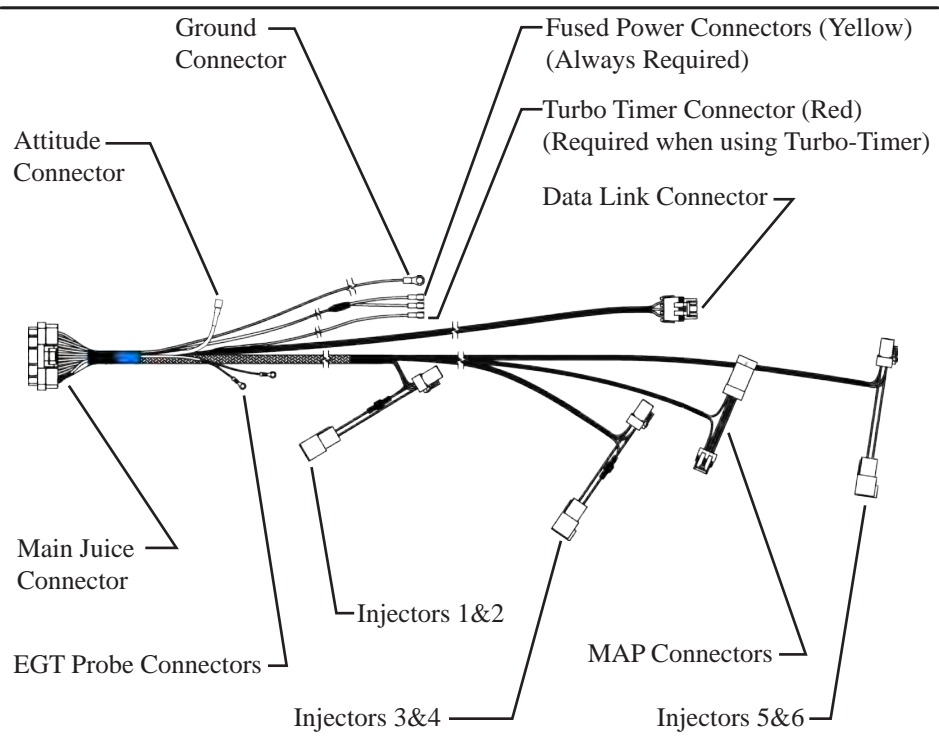 Ground
Connector
Fused Power Connectors (Yellow)
(Always Required)
Turbo Timer Connector (Red)
(Required when using Turbo-Timer)
Attitude
Connector
Data Link Connector
Main Juice
Connector
Injectors 1&2
EGT Probe Connectors
MAP Connectors
Injectors 3&4
Injectors 5&6